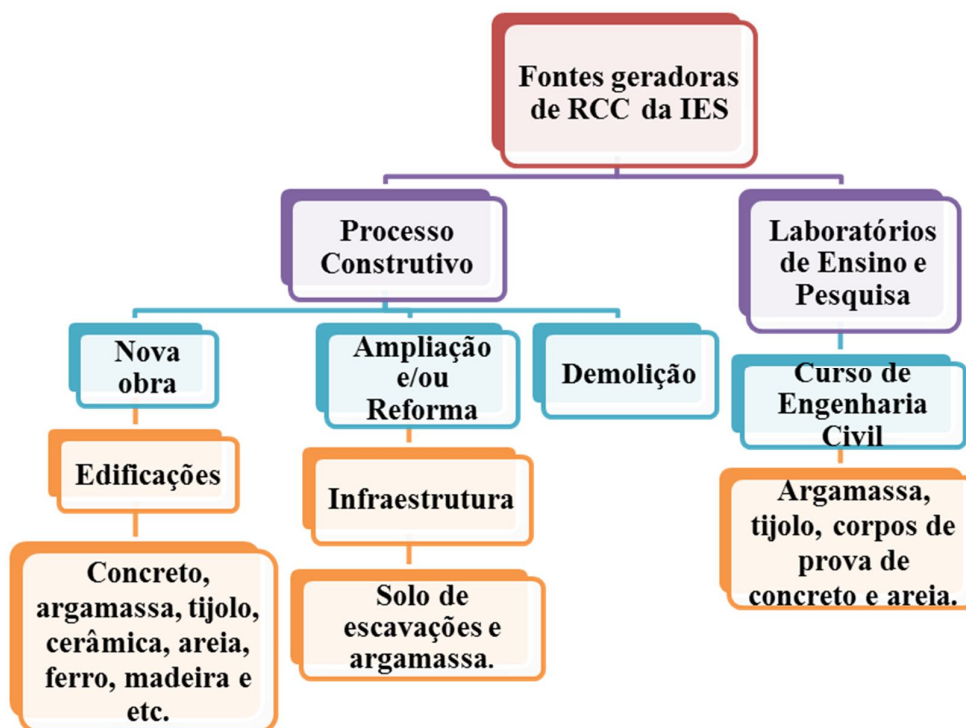 Fontes geradoras
de RCC da IES
Processo
Construtivo
Laboratórios
de Ensino e
Pesquisa
Nova
obra
Ampliação
e/ou
Reforma
Demolição
Curso de
Engenharia
Civil
Edificações
Infraestrutura
Argamassa,
tijolo, corpos de
prova de
concreto e areia.
Concreto,
argamassa, tijolo,
cerâmica, areia,
ferro, madeira e
etc.
Solo de
escavações e
argamassa.